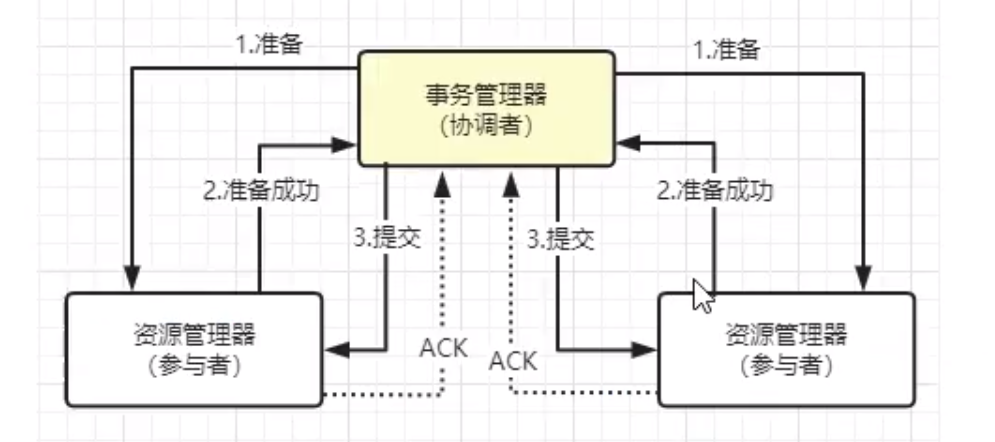 1.准备
1.准备
事务管理器
（协调者）
2.准备成功
2.准备成功
3.提交
3.提交
资源管理器
（参与者）
ACK
ACK
资源管理器
（参与者）